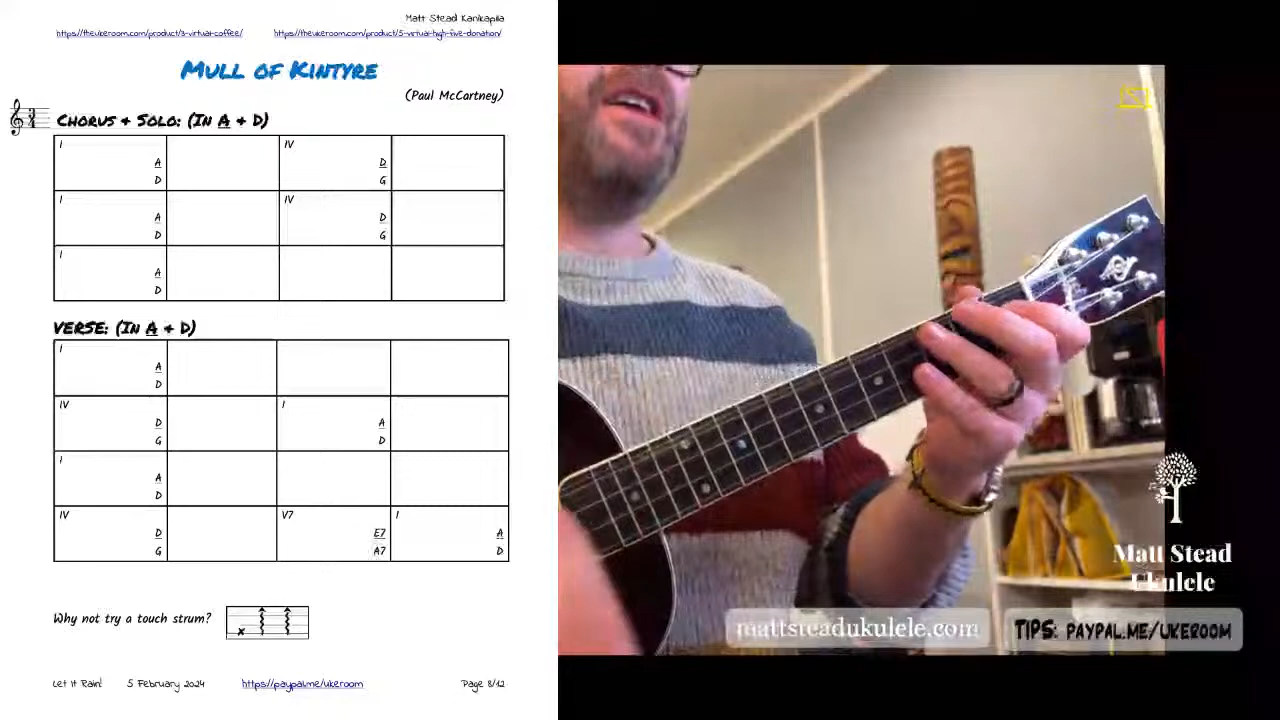 Matt Stead Kanikapila
https://theukeroom.com/product/3-virtual-coffee/ https://theukeroom.com/product/5-virtual-high-five-donation/
Mull of Kintyre
(Paul McCartney)
3
4
Chorus + Solo: (In A + D)
I IV
A D
D G
I IV
A D
D G
I
A
D
VERSE: (In A + D)
I
A
D
IV I
D A
G D
I
A
D
IV V7 I
D E7 A
G A7 D
Why not try a touch strum?
x
Let It Rain! 5 February 2024 https://paypal.me/ukeroom Page 8/12
Matt Stead
Ukulele
mattsteadukulele.com
TIPS: PAYPAL.ME/UKEROOM